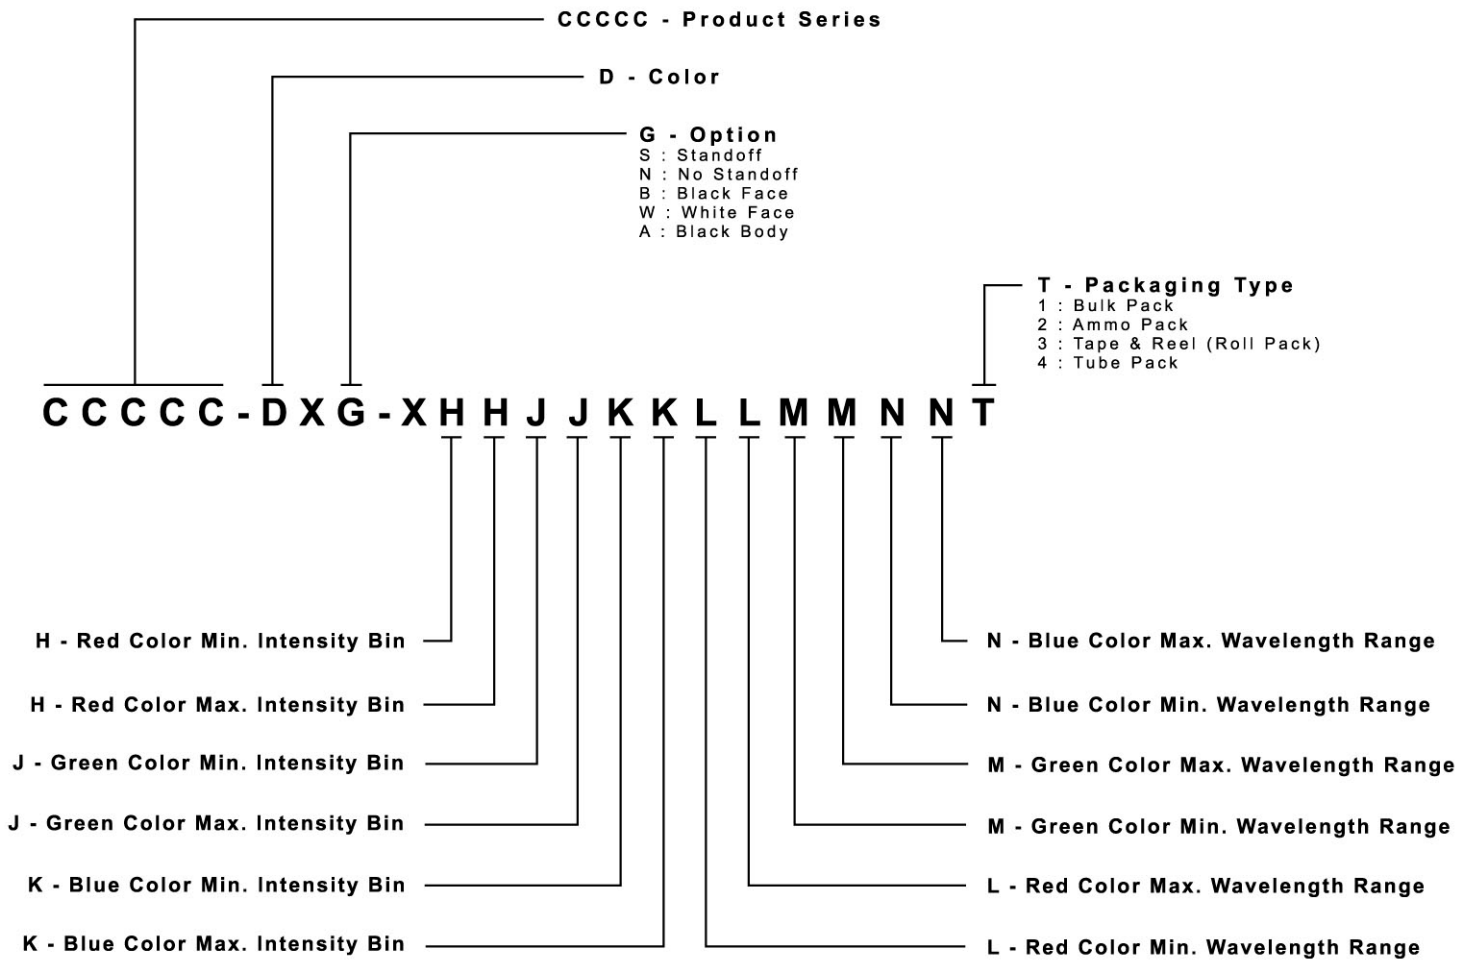 CCCCC - Product Series
D - Color
G - Option
S : Standoff
N : No Standoff
B : Black Face
W : White Face
A : Black Body
T - Packaging Type
1 : Bulk Pack
2 : Ammo Pack
3 : Tape & Reel (Roll Pack)
4 : Tube Pack
CCCCC-DXG-XHHJJKKLLMMNNT
H - Red Color Min. Intensity Bin
N - Blue Color Max. Wavelength Range
H - Red Color Max. Intensity Bin
N - Blue Color Min. Wavelength Range
J - Green Color Min. Intensity Bin
M - Green Color Max. Wavelength Range
J - Green Color Max. Intensity Bin
M - Green Color Min. Wavelength Range
K - Blue Color Min. Intensity Bin
L - Red Color Max. Wavelength Range
K - Blue Color Max. Intensity Bin
L - Red Color Min. Wavelength Range